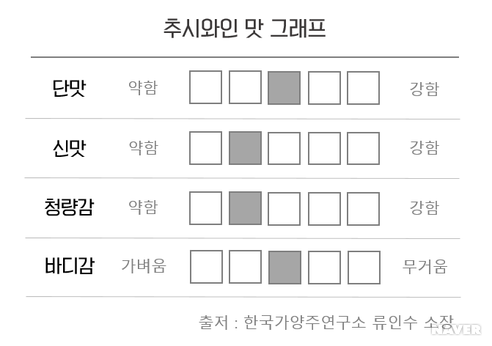 추시와인 맛 그래프
단맛 약함 강함
신맛 약함 강함
청량감 약함 강함
바디감 가벼움 무거움
출저 : 한국가양주연구소 류인수 소장
NAVER